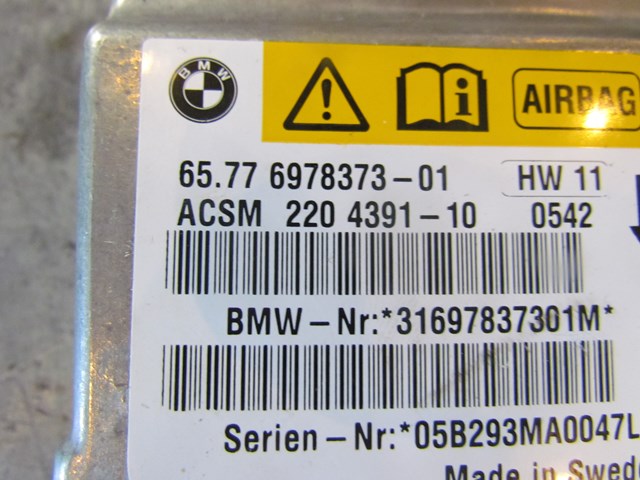 BMW
AIRBAG
65.77 6978373-01 HW 11
ACSM 220 4391-10 0542
BMW-Nr:*31697837301M*
Serien-Nr:*05B293MA0047L
Made in Swed